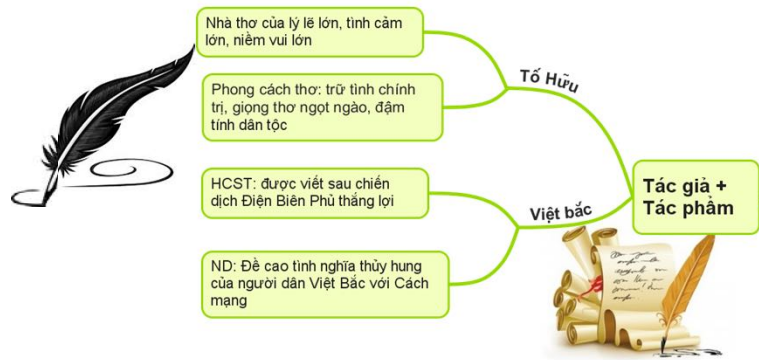 Nhà thơ của lý lẽ lớn, tình cảm
lớn, niềm vui lớn
Phong cách thơ: trữ tình chính
trị, giọng thơ ngọt ngào, đậm
tính dân tộc
Tố Hữu
HCST: được viết sau chiến
dịch Điện Biên Phủ thắng lợi
Việt bắc
ND: Đề cao tình nghĩa thủy hung
của người dân Việt Bắc với Cách
mạng
Tác giả +
Tác phẩm